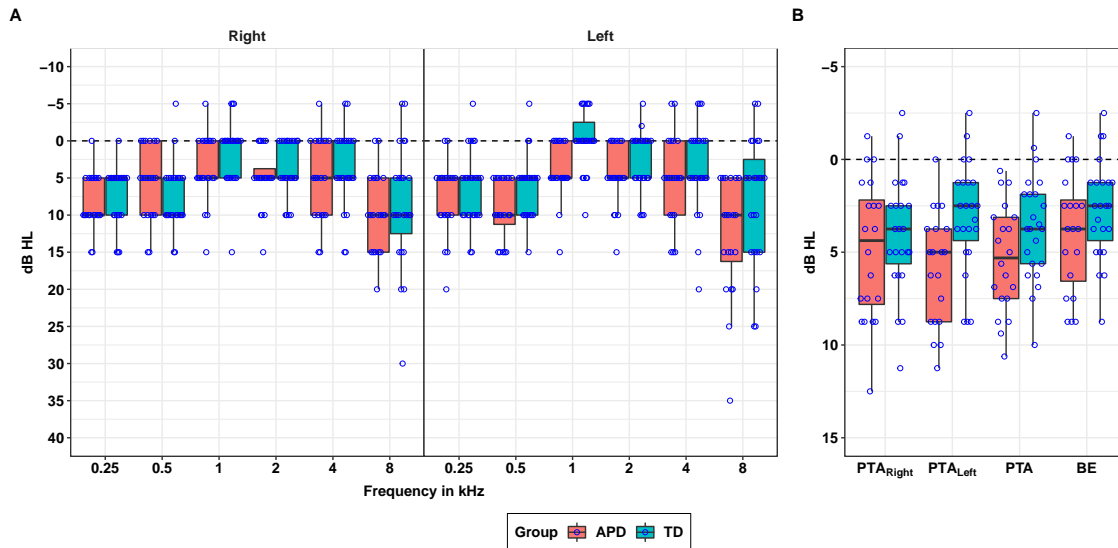 A
Right
Left
dB HL
−10
−5
0
5
10
15
20
25
30
35
40
0.25 0.5 1 2 4 8
0.25 0.5 1 2 4 8
Frequency in kHz
B
dB HL
−5
0
5
10
15
PTARight PTALeft PTA BE
Group APD TD